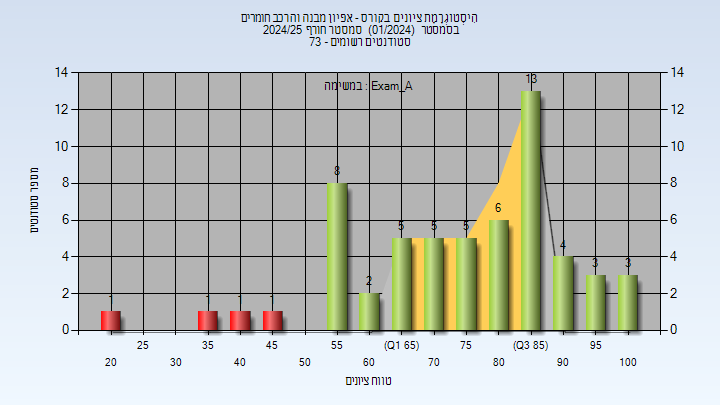 היסטוגרמת ציונים בקורס - אפיון מבנה והרכב חומרים
בסמסטר (01/2024) סמסטר חורף 2024/25
סטודנטים רשומים - 73
במשימה : Exam_A
מספר סטודנטים
14 14
12 12
10 10
8 8
6 6
4 4
2 2
0 0
1 1 1 1 8 2 5 5 5 6 13 4 3 3
25 35 45 55 (Q1 65) 75 (Q3 85) 95
20 30 40 50 60 70 80 90 100
טווח ציונים